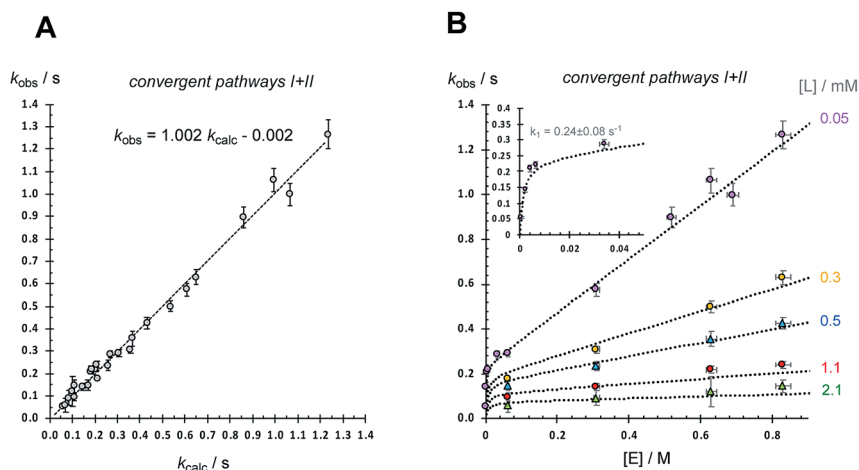 A
k_obs / s
convergent pathways I+II
k_obs = 1.002 k_calc - 0.002
1.4
1.3
1.2
1.1
1.0
0.9
0.8
0.7
0.6
0.5
0.4
0.3
0.2
0.1
0.0
0.0 0.1 0.2 0.3 0.4 0.5 0.6 0.7 0.8 0.9 1.0 1.1 1.2 1.3 1.4
k_calc / s
B
k_obs / s
convergent pathways I+II
[L] / mM
1.4
1.2
1.0
0.8
0.6
0.4
0.2
0.0
0 0.2 0.4 0.6 0.8
[E] / M
0.4
0.35
0.3
0.25
0.2
0.15
0.1
0.05
0
0.02 0.04
k₁ = 0.24±0.08 s⁻¹
0.05
0.3
0.5
1.1
2.1